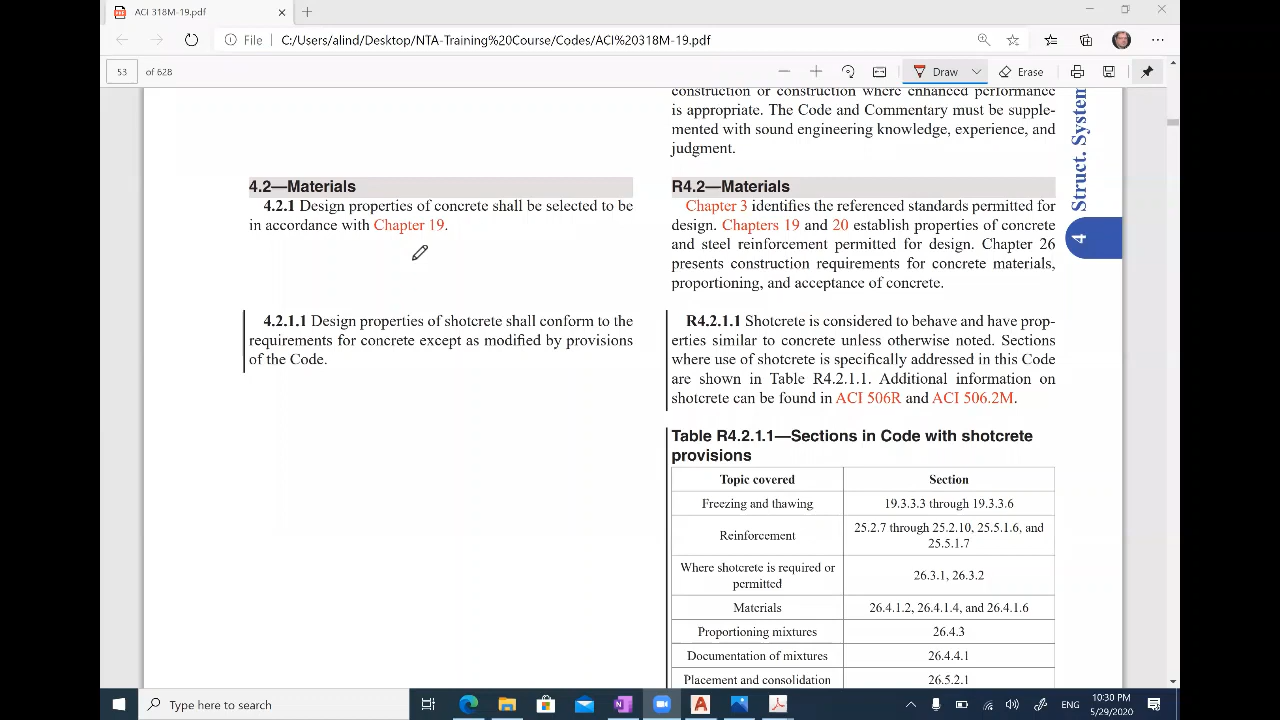 ACI 318M-19.pdf
File C:/Users/alind/Desktop/NTA-Training%20Course/Codes/ACI%20318M-19.pdf
53 of 628
Draw
Erase
construction or construction where enhanced performance
is appropriate. The Code and Commentary must be supple-
mented with sound engineering knowledge, experience, and
judgment.
4.2—Materials
4.2.1 Design properties of concrete shall be selected to be
in accordance with Chapter 19.
4.2.1.1 Design properties of shotcrete shall conform to the
requirements for concrete except as modified by provisions
of the Code.
R4.2—Materials
Chapter 3 identifies the referenced standards permitted for
design. Chapters 19 and 20 establish properties of concrete
and steel reinforcement permitted for design. Chapter 26
presents construction requirements for concrete materials,
proportioning, and acceptance of concrete.
R4.2.1.1 Shotcrete is considered to behave and have prop-
erties similar to concrete unless otherwise noted. Sections
where use of shotcrete is specifically addressed in this Code
are shown in Table R4.2.1.1. Additional information on
shotcrete can be found in ACI 506R and ACI 506.2M.
Table R4.2.1.1—Sections in Code with shotcrete
provisions
Topic covered Section
Freezing and thawing 19.3.3.3 through 19.3.3.6
Reinforcement 25.2.7 through 25.2.10, 25.5.1.6, and
25.5.1.7
Where shotcrete is required or
permitted 26.3.1, 26.3.2
Materials 26.4.1.2, 26.4.1.4, and 26.4.1.6
Proportioning mixtures 26.4.3
Documentation of mixtures 26.4.4.1
Placement and consolidation 26.5.2.1
Struct. System
4
Type here to search
ENG
10:30 PM
5/29/2020